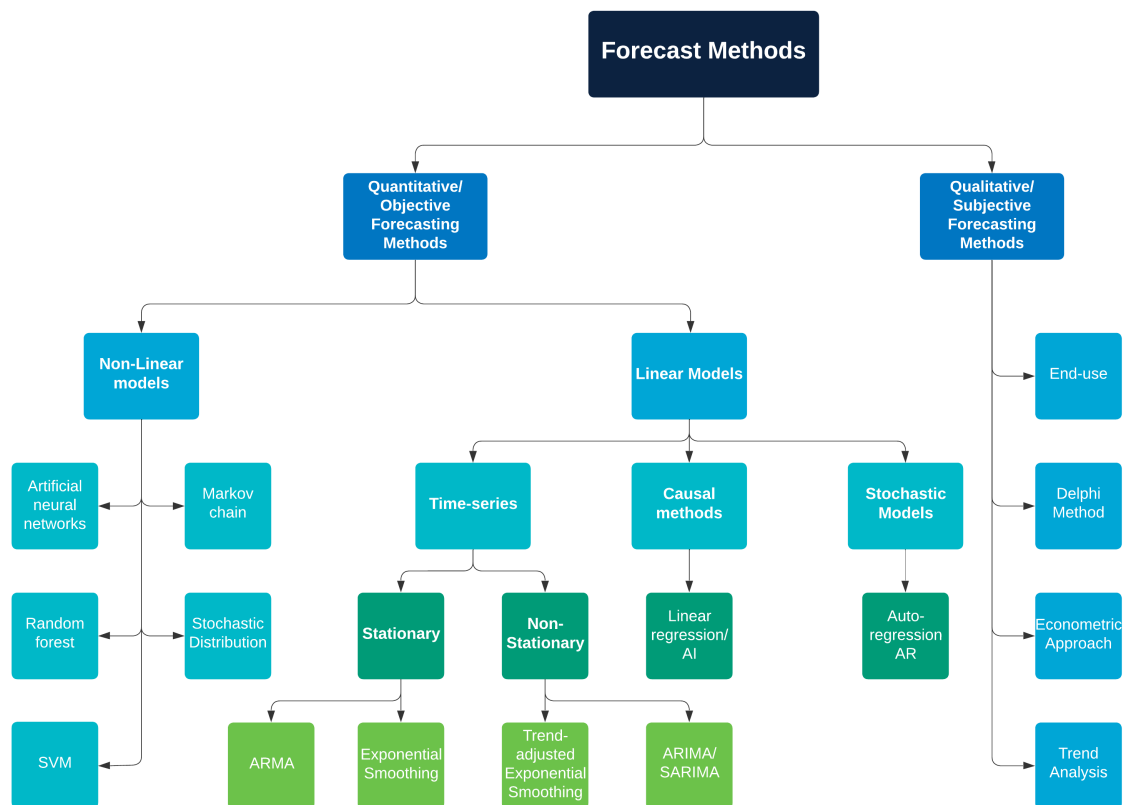 Forecast Methods
Quantitative/
Objective
Forecasting
Methods
Qualitative/
Subjective
Forecasting
Methods
Non-Linear
models
Linear Models
End-use
Artificial
neural
networks
Markov
chain
Time-series
Causal
methods
Stochastic
Models
Delphi
Method
Random
forest
Stochastic
Distribution
Stationary
Non-
Stationary
Linear
regression/
AI
Auto-
regression
AR
Econometric
Approach
SVM
ARMA
Exponential
Smoothing
Trend-
adjusted
Exponential
Smoothing
ARIMA/
SARIMA
Trend
Analysis